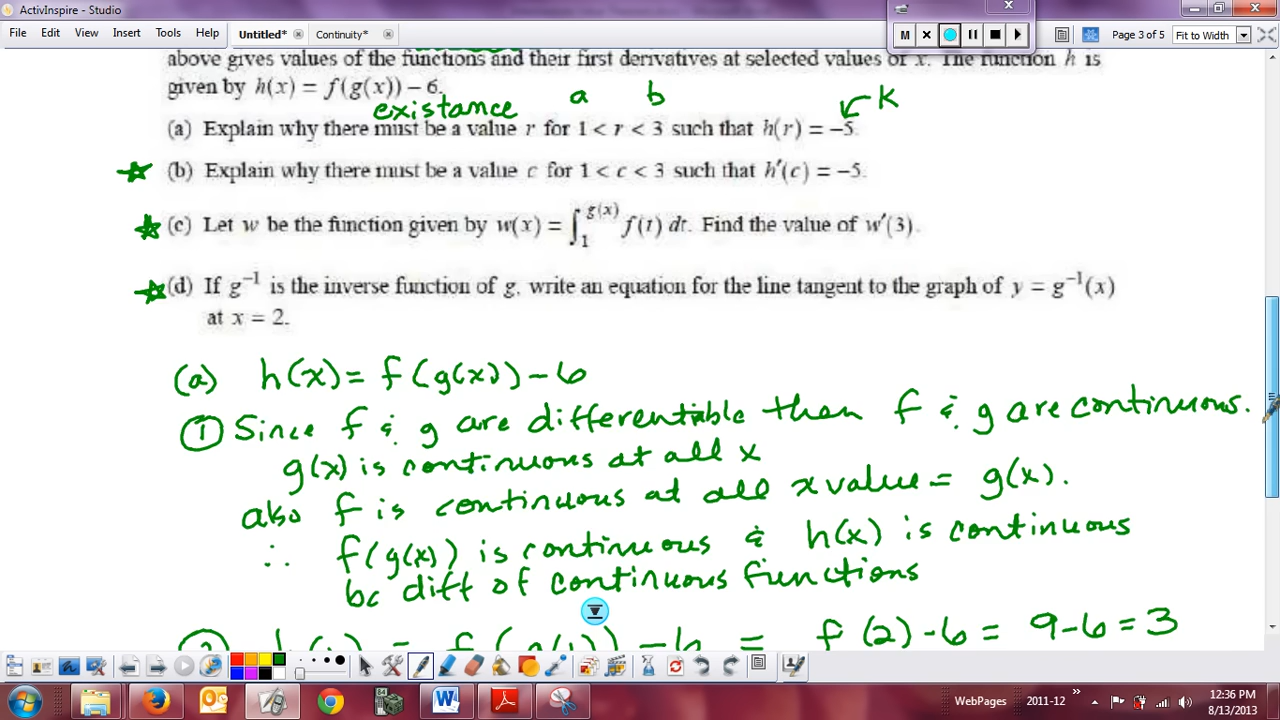 ActivInspire - Studio
File Edit View Insert Tools Help Untitled* Continuity* Page 3 of 5 Fit to Width
above gives values of the functions and their first derivatives at selected values of x. The function h is
given by h(x) = f(g(x)) − 6.
existance a b K
(a) Explain why there must be a value r for 1 < r < 3 such that h(r) = −5.
(b) Explain why there must be a value c for 1 < c < 3 such that h′(c) = −5.
(c) Let w be the function given by w(x) = ∫₁^g(x) f(t) dt. Find the value of w′(3).
(d) If g⁻¹ is the inverse function of g, write an equation for the line tangent to the graph of y = g⁻¹(x)
at x = 2.
(a) h(x) = f(g(x)) − 6
① Since f & g are differentiable then f & g are continuous.
g(x) is continuous at all x
also f is continuous at all x value = g(x).
∴ f(g(x)) is continuous & h(x) is continuous
bc diff of continuous functions
② h(1) = f(g(1)) − 6 = f(2) − 6 = 9 − 6 = 3
WebPages 2011-12 12:36 PM
8/13/2013